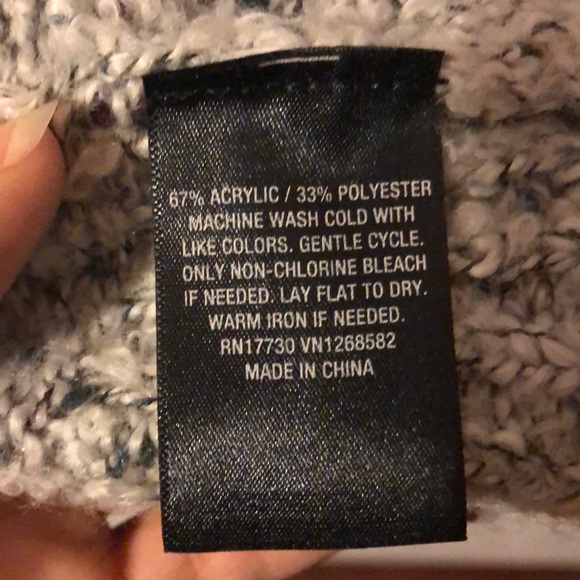 67% ACRYLIC / 33% POLYESTER
MACHINE WASH COLD WITH
LIKE COLORS. GENTLE CYCLE.
ONLY NON-CHLORINE BLEACH
IF NEEDED. LAY FLAT TO DRY.
WARM IRON IF NEEDED.
RN17730 VN1268582
MADE IN CHINA